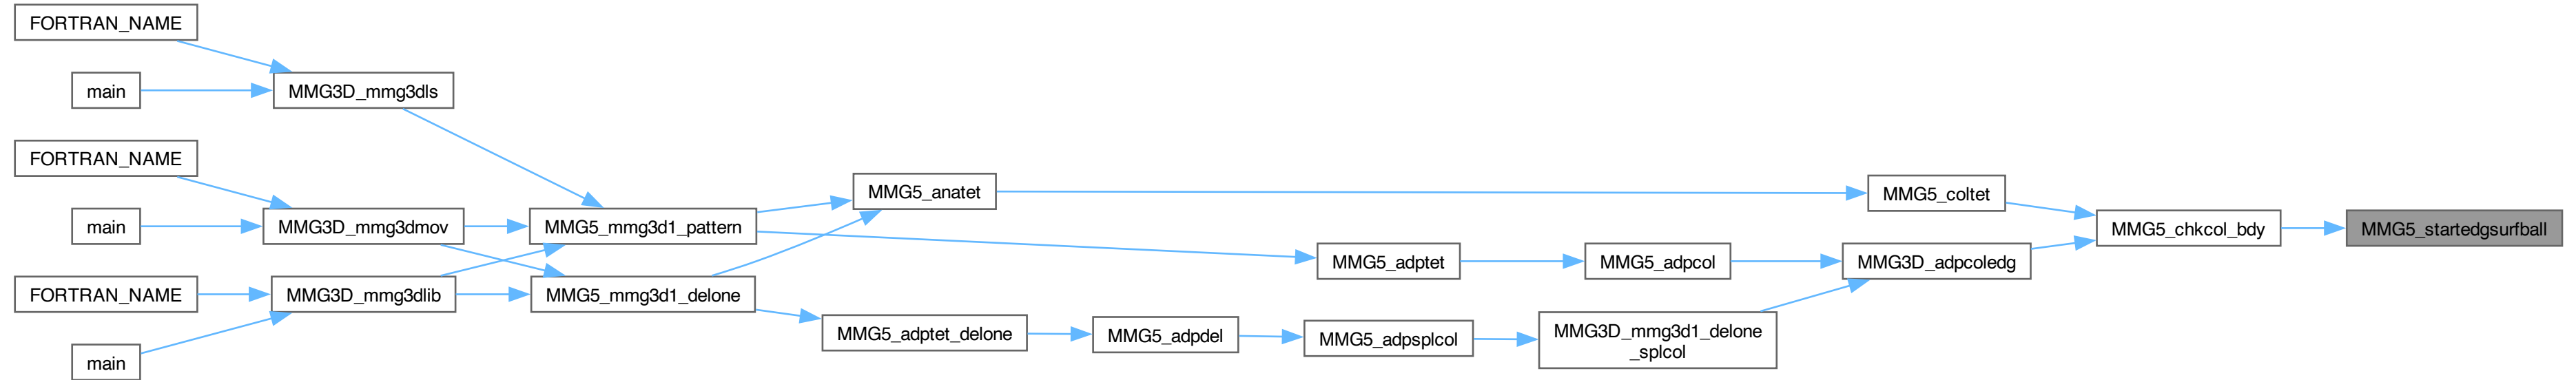 FORTRAN_NAME
main
MMG3D_mmg3dls
FORTRAN_NAME
main
MMG3D_mmg3dmov
FORTRAN_NAME
MMG3D_mmg3dlib
main
MMG5_mmg3d1_pattern
MMG5_mmg3d1_delone
MMG5_anatet
MMG5_adptet_delone
MMG5_adpdel
MMG5_adptet
MMG5_adpsplcol
MMG5_adpcol
MMG3D_mmg3d1_delone
_splcol
MMG5_coltet
MMG3D_adpcoledg
MMG5_chkcol_bdy
MMG5_startedgsurfball